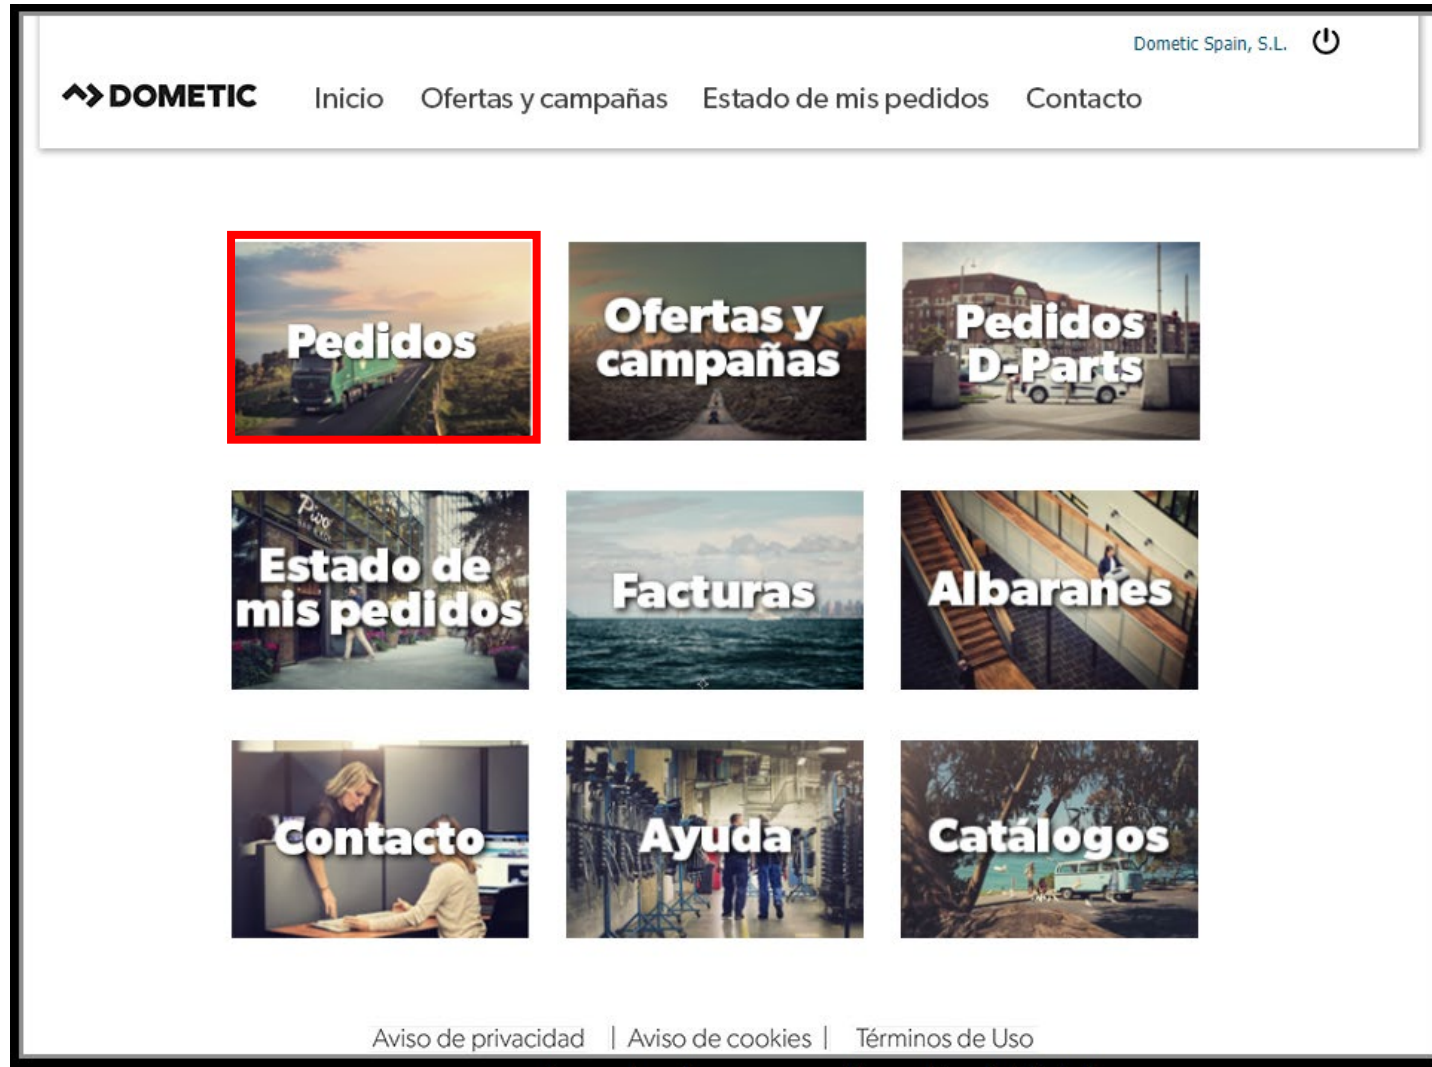 Dometic Spain, S.L.
DOMETIC Inicio Ofertas y campañas Estado de mis pedidos Contacto
Pedidos
Ofertas y
campañas
Pedidos
D-Parts
Pivo
Estado de
mis pedidos
Facturas
Albaranes
Contacto
Ayuda
Catálogos
Aviso de privacidad | Aviso de cookies | Términos de Uso